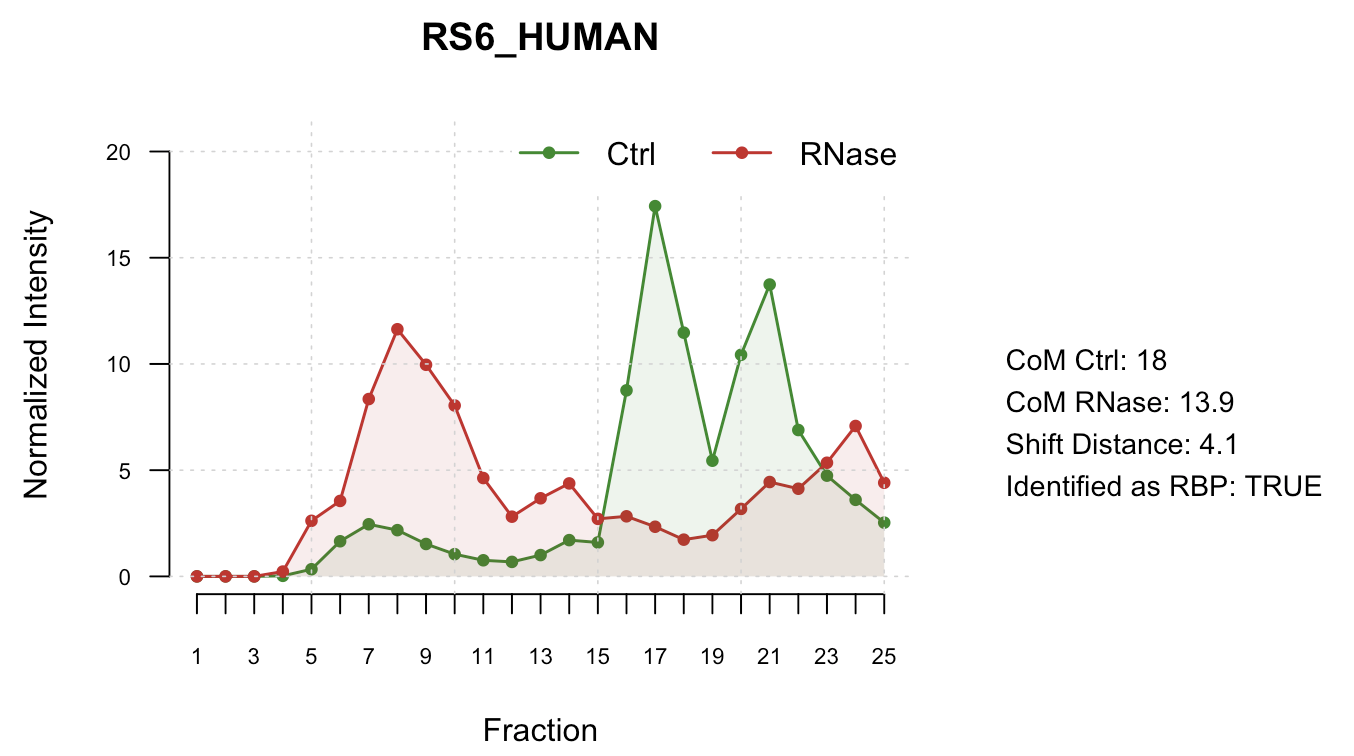 RS6_HUMAN
Ctrl RNase
20
15
10
5
0
Normalized Intensity
1 3 5 7 9 11 13 15 17 19 21 23 25
Fraction
CoM Ctrl: 18
CoM RNase: 13.9
Shift Distance: 4.1
Identified as RBP: TRUE